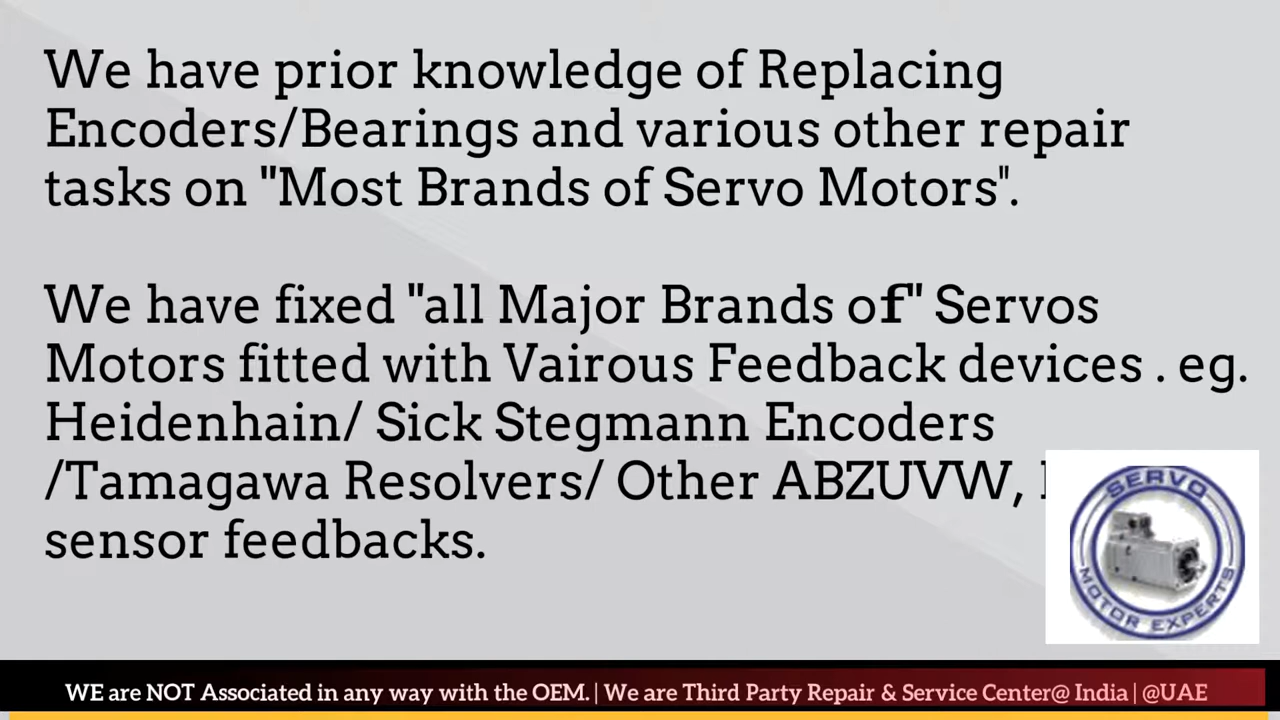 We have prior knowledge of Replacing
Encoders/Bearings and various other repair
tasks on "Most Brands of Servo Motors".
We have fixed "all Major Brands of" Servos
Motors fitted with Vairous Feedback devices . eg.
Heidenhain/ Sick Stegmann Encoders
/Tamagawa Resolvers/ Other ABZUVW,
sensor feedbacks.
SERVO
MOTOR EXPERTS
WE are NOT Associated in any way with the OEM. | We are Third Party Repair & Service Center@ India | @UAE